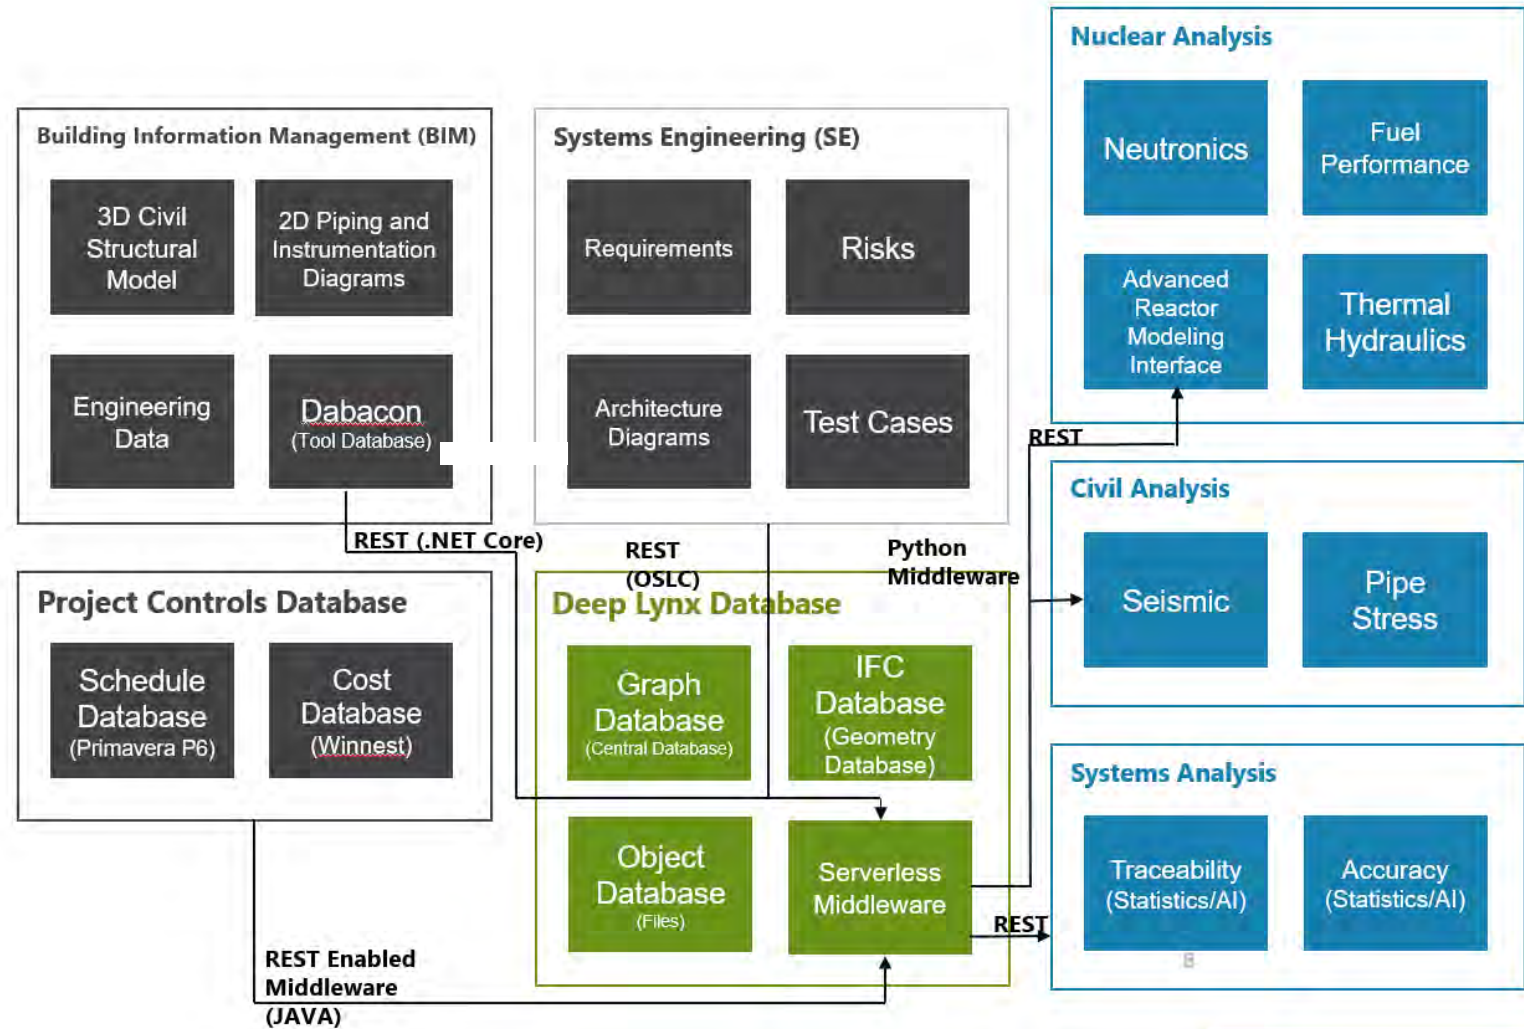 Building Information Management (BIM)
3D Civil
Structural
Model
2D Piping and
Instrumentation
Diagrams
Engineering
Data
Dabacon
(Tool Database)
Systems Engineering (SE)
Requirements
Risks
Architecture
Diagrams
Test Cases
Nuclear Analysis
Neutronics
Fuel
Performance
Advanced
Reactor
Modeling
Interface
Thermal
Hydraulics
REST
Civil Analysis
Seismic
Pipe
Stress
REST (.NET Core)
REST
(OSLC)
Python
Middleware
Project Controls Database
Schedule
Database
(Primavera P6)
Cost
Database
(Winnest)
Deep Lynx Database
Graph
Database
(Central Database)
IFC
Database
(Geometry
Database)
Object
Database
(Files)
Serverless
Middleware
REST
Systems Analysis
Traceability
(Statistics/AI)
Accuracy
(Statistics/AI)
REST Enabled
Middleware
(JAVA)